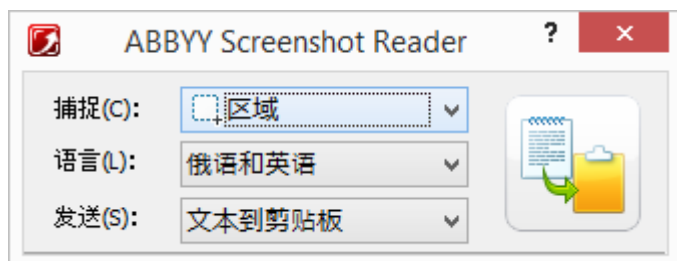 ABBYY Screenshot Reader ? ×
捕捉(C): 区域
语言(L): 俄语和英语
发送(S): 文本到剪贴板